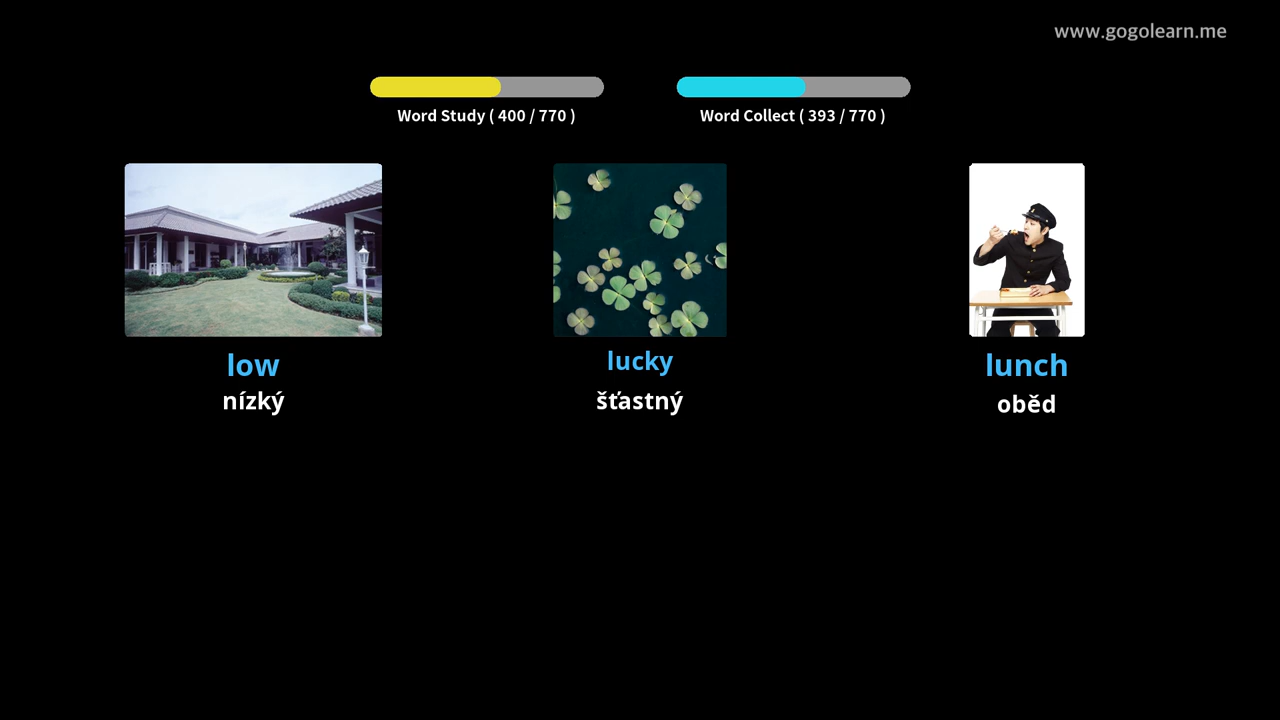 www.gogolearn.me
Word Study ( 400 / 770 )
Word Collect ( 393 / 770 )
low
nízký
lucky
šťastný
lunch
oběd